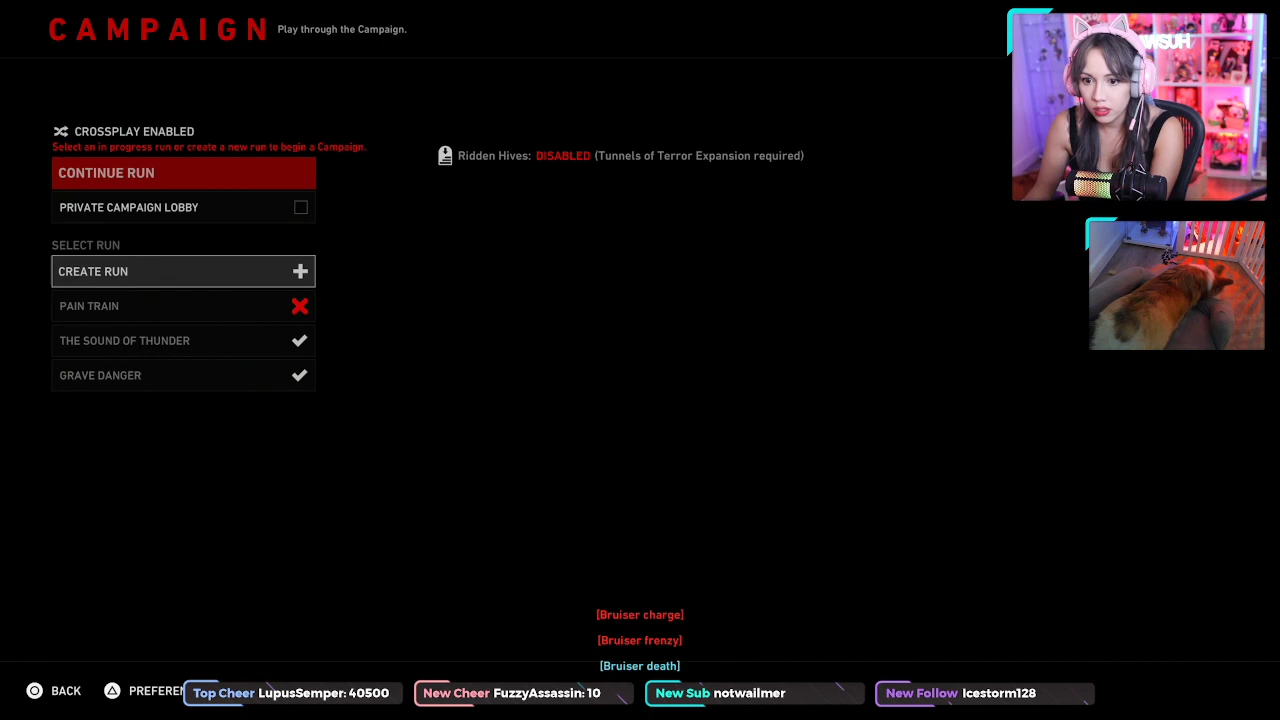 CAMPAIGN
Play through the Campaign.
CROSSPLAY ENABLED
Select an in progress run or create a new run to begin a Campaign.
CONTINUE RUN
Ridden Hives: DISABLED (Tunnels of Terror Expansion required)
PRIVATE CAMPAIGN LOBBY
SELECT RUN
CREATE RUN
PAIN TRAIN
THE SOUND OF THUNDER
GRAVE DANGER
[Bruiser charge]
[Bruiser frenzy]
[Bruiser death]
BACK
PREFEREN
Top Cheer LupusSemper: 40500
New Cheer FuzzyAssassin: 10
New Sub notwailmer
New Follow Icestorm128